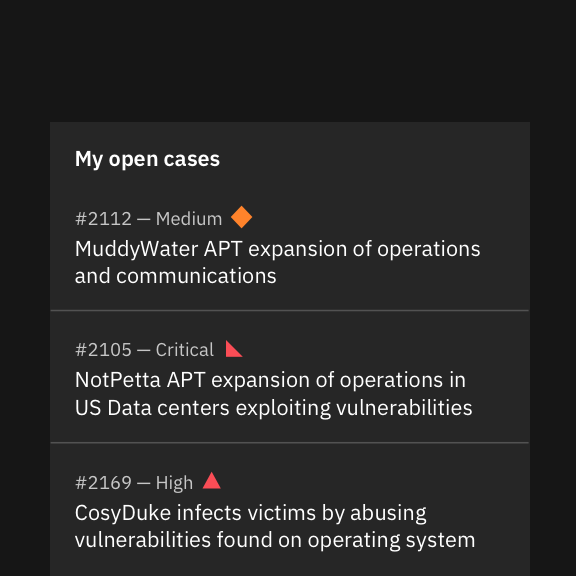 My open cases
#2112 — Medium
MuddyWater APT expansion of operations
and communications
#2105 — Critical
NotPetta APT expansion of operations in
US Data centers exploiting vulnerabilities
#2169 — High
CosyDuke infects victims by abusing
vulnerabilities found on operating system